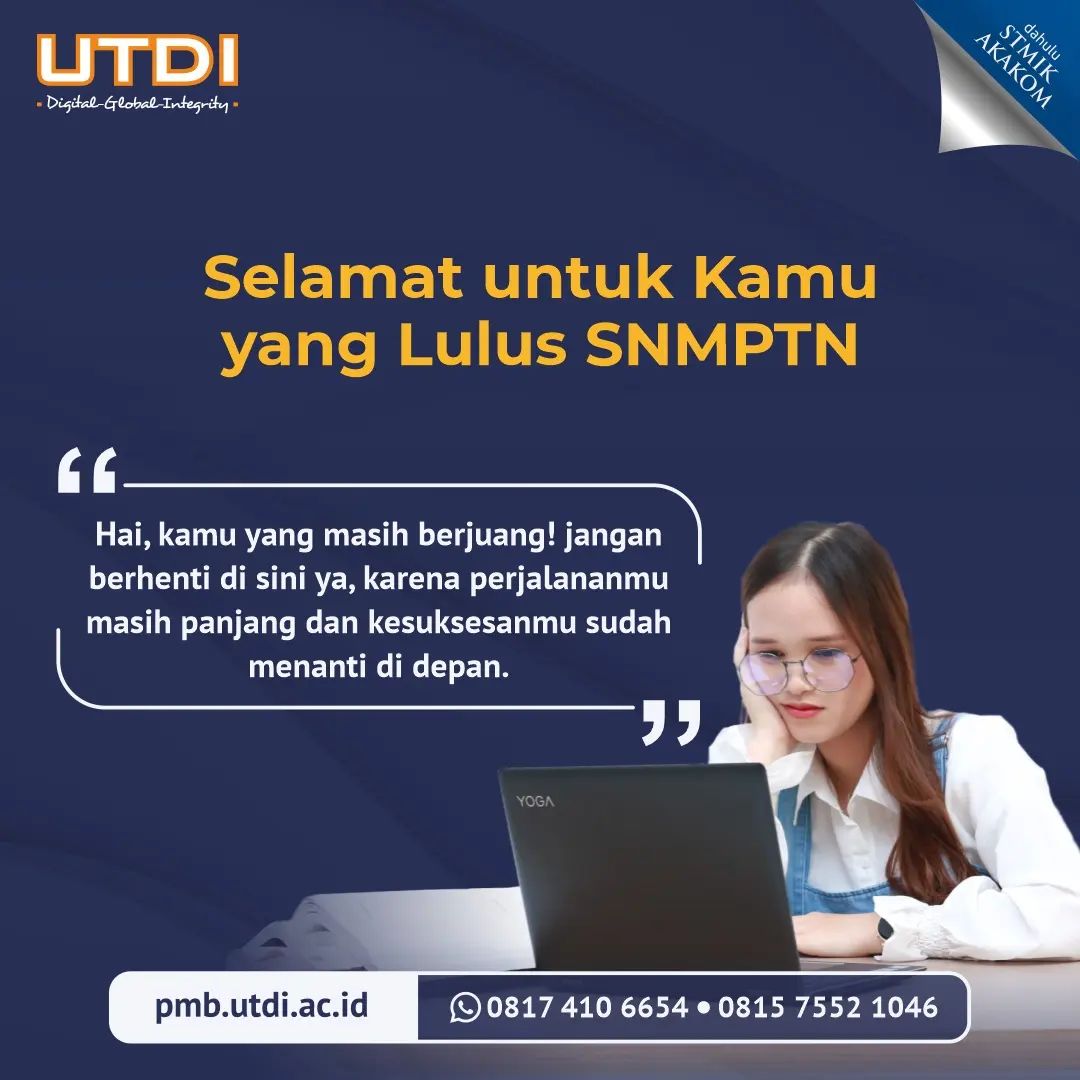 UTDI
Digital-Global-Integrity
dahulu
STMIK
AKAKOM
Selamat untuk Kamu
yang Lulus SNMPTN
“
Hai, kamu yang masih berjuang! jangan
berhenti di sini ya, karena perjalananmu
masih panjang dan kesuksesanmu sudah
menanti di depan.
”
YOGA
pmb.utdi.ac.id
0817 410 6654 • 0815 7552 1046